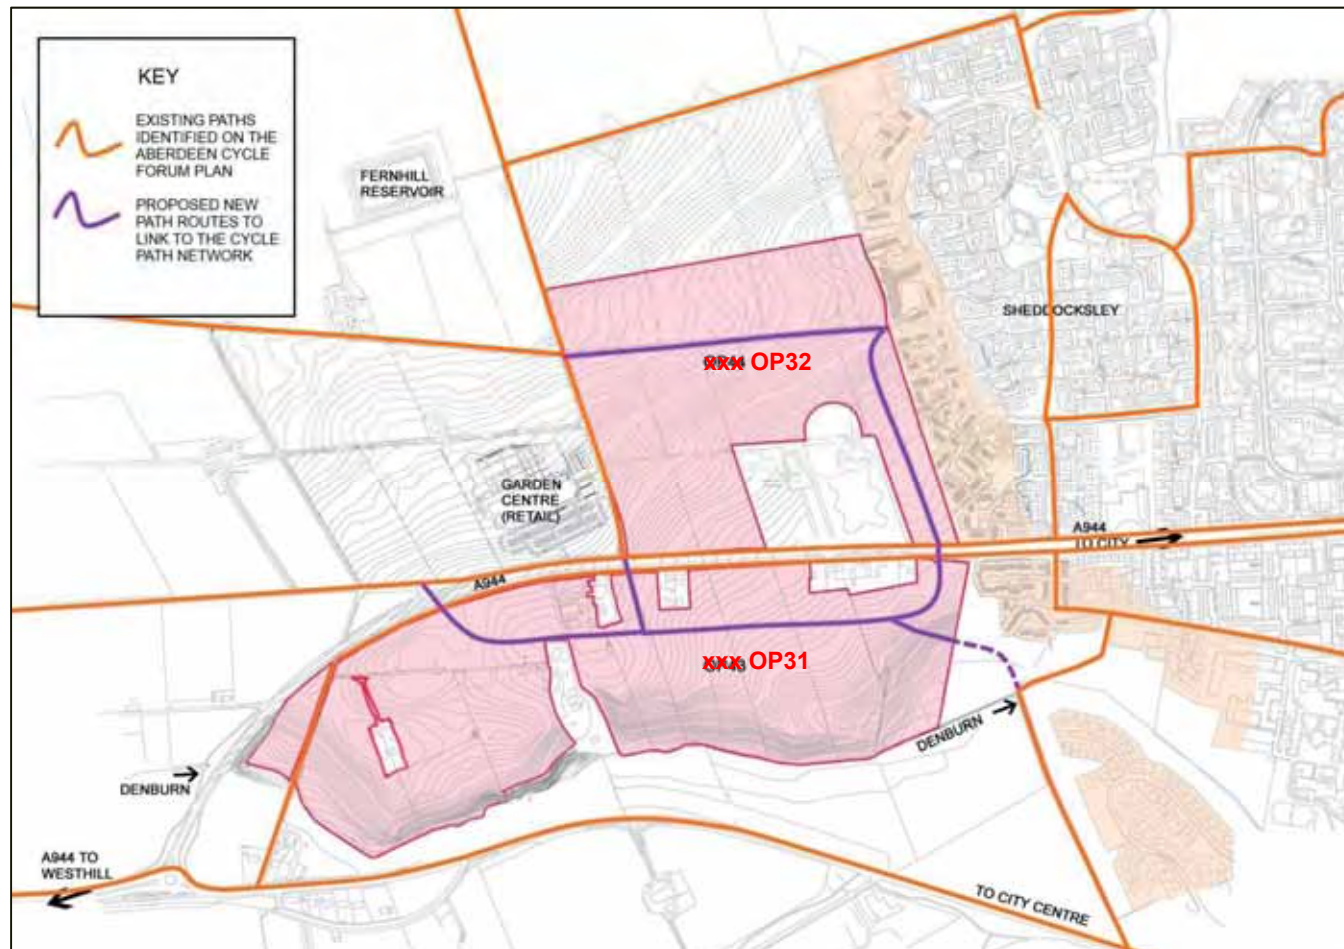 KEY
EXISTING PATHS
IDENTIFIED ON THE
ABERDEEN CYCLE
FORUM PLAN
PROPOSED NEW
PATH ROUTES TO
LINK TO THE CYCLE
PATH NETWORK
FERNHILL
RESERVOIR
SHEDDOCKSLEY
xxx OP32
GARDEN
CENTRE
(RETAIL)
A944
TO CITY
A944
xxx OP31
DENBURN
DENBURN
A944 TO
WESTHILL
TO CITY CENTRE